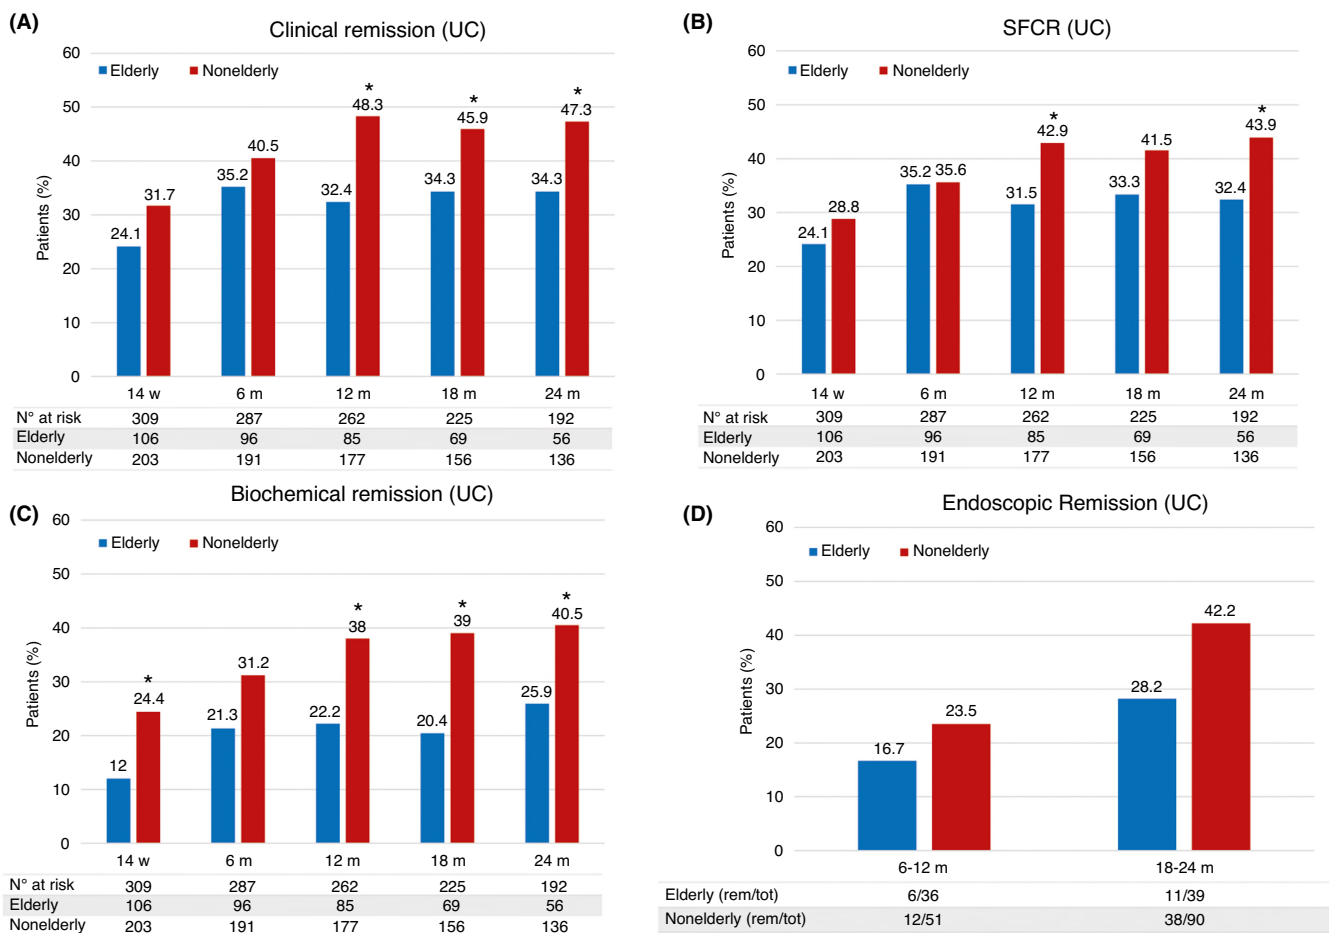 (A)
Clinical remission (UC)
Elderly Nonelderly
Patients (%)
60
50
40
30
20
10
0
24.1 31.7 35.2 40.5 32.4 48.3 * 34.3 45.9 * 34.3 47.3 *
14 w 6 m 12 m 18 m 24 m
N° at risk 309 287 262 225 192
Elderly 106 96 85 69 56
Nonelderly 203 191 177 156 136
(B)
SFCR (UC)
Elderly Nonelderly
Patients (%)
60
50
40
30
20
10
0
24.1 28.8 35.2 35.6 31.5 42.9 * 33.3 41.5 32.4 43.9 *
14 w 6 m 12 m 18 m 24 m
N° at risk 309 287 262 225 192
Elderly 106 96 85 69 56
Nonelderly 203 191 177 156 136
(C)
Biochemical remission (UC)
Elderly Nonelderly
Patients (%)
60
50
40
30
20
10
0
12 24.4 * 21.3 31.2 22.2 38 * 20.4 39 * 25.9 40.5 *
14 w 6 m 12 m 18 m 24 m
N° at risk 309 287 262 225 192
Elderly 106 96 85 69 56
Nonelderly 203 191 177 156 136
(D)
Endoscopic Remission (UC)
Elderly Nonelderly
Patients (%)
60
50
40
30
20
10
0
16.7 23.5 28.2 42.2
6-12 m 18-24 m
Elderly (rem/tot) 6/36 11/39
Nonelderly (rem/tot) 12/51 38/90